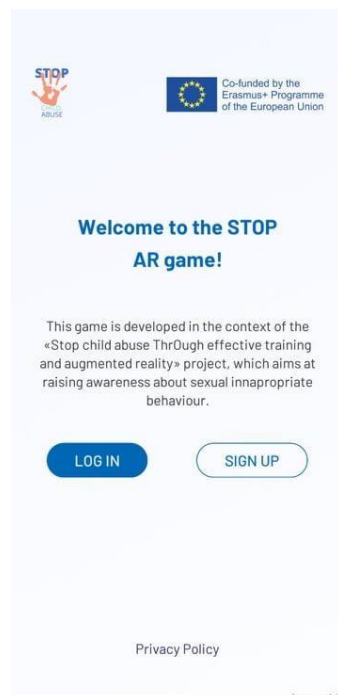 STOP
CHILD
ABUSE
Co-funded by the
Erasmus+ Programme
of the European Union
Welcome to the STOP
AR game!
This game is developed in the context of the
«Stop child abuse ThrOugh effective training
and augmented reality» project, which aims at
raising awareness about sexual innapropriate
behaviour.
LOG IN
SIGN UP
Privacy Policy